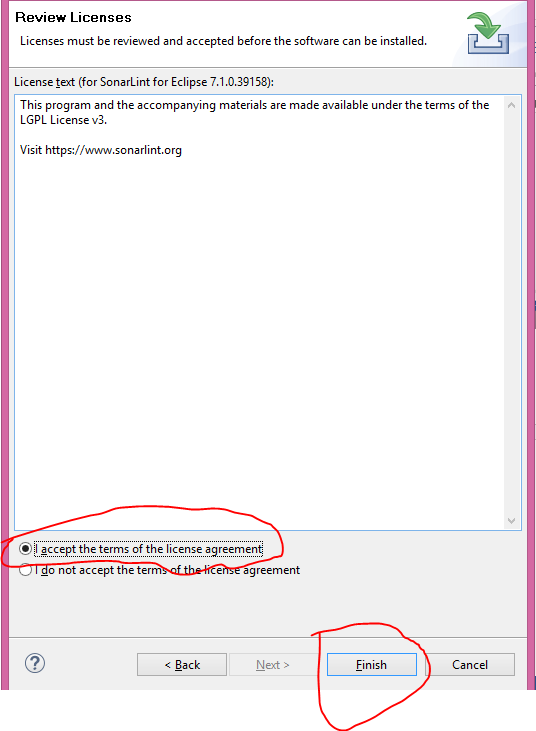 Review Licenses
Licenses must be reviewed and accepted before the software can be installed.
License text (for SonarLint for Eclipse 7.1.0.39158):
This program and the accompanying materials are made available under the terms of the
LGPL License v3.
Visit https://www.sonarlint.org
I accept the terms of the license agreement
I do not accept the terms of the license agreement
?
< Back
Next >
Finish
Cancel